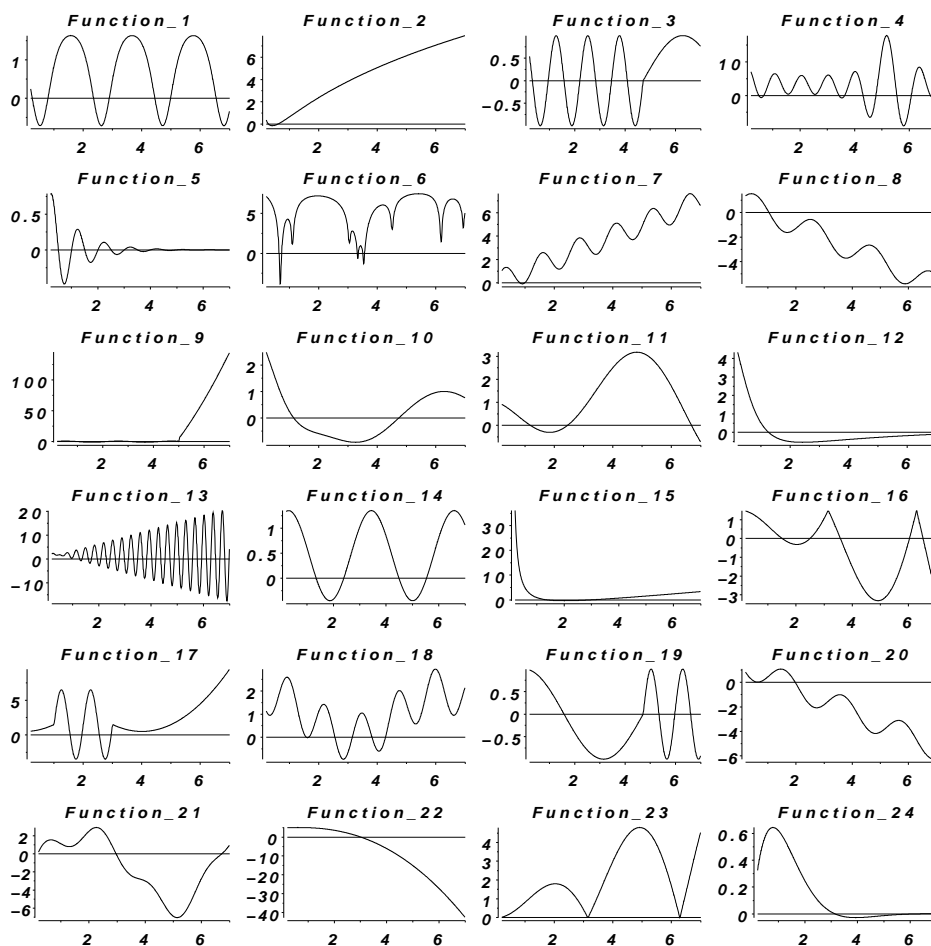 Function_1 Function_2 Function_3 Function_4
1 0 2 4 6
6 4 2 0 2 4 6
0.5 0 −0.5 2 4 6
10 0 2 4 6
Function_5 Function_6 Function_7 Function_8
0.5 0 2 4 6
5 0 2 4 6
6 4 2 0 2 4 6
0 −2 −4 2 4 6
Function_9 Function_10 Function_11 Function_12
100 50 0 2 4 6
2 1 0 2 4 6
3 2 1 0 2 4 6
4 3 2 1 0 2 4 6
Function_13 Function_14 Function_15 Function_16
20 10 0 −10 2 4 6
1 0.5 0 2 4 6
30 20 10 0 2 4 6
1 0 −1 −2 −3 2 4 6
Function_17 Function_18 Function_19 Function_20
5 0 2 4 6
2 1 0 2 4 6
0.5 0 −0.5 2 4 6
0 −2 −4 −6 2 4 6
Function_21 Function_22 Function_23 Function_24
2 0 −2 −4 −6 2 4 6
0 −10 −20 −30 −40 2 4 6
4 3 2 1 0 2 4 6
0.6 0.4 0.2 0 2 4 6